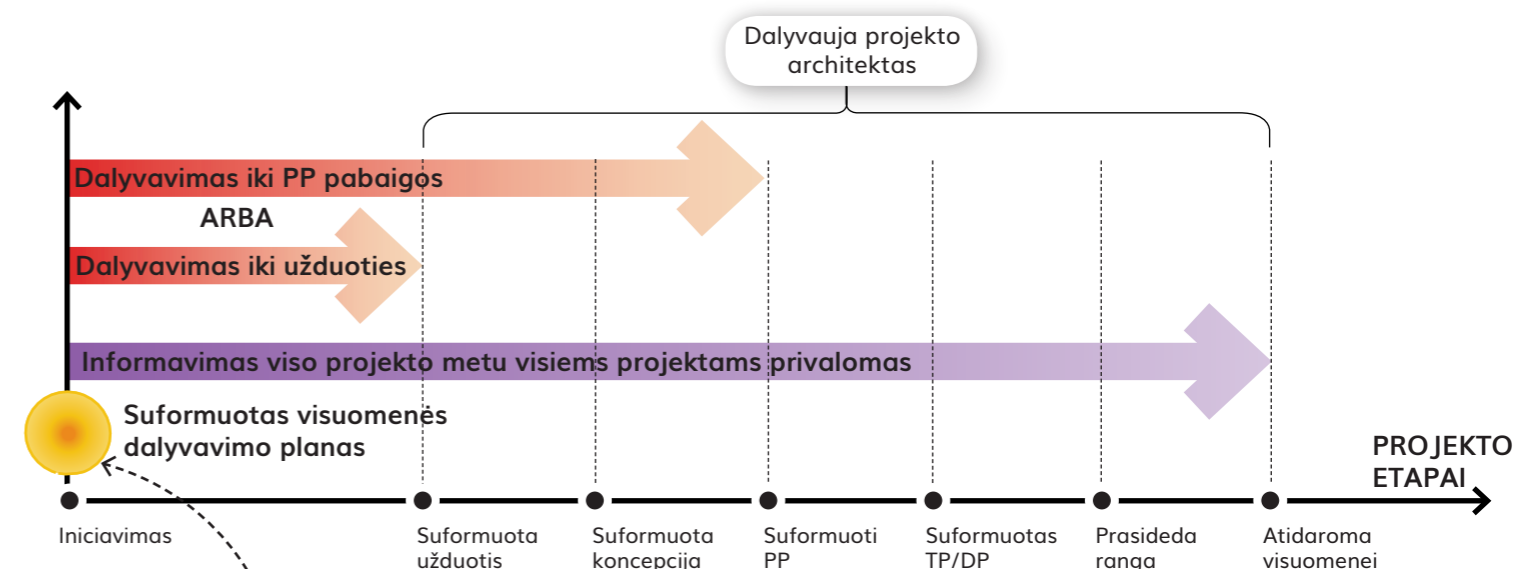 Dalyvauja projekto
architektas
Dalyvavimas iki PP pabaigos
ARBA
Dalyvavimas iki užduoties
Informavimas viso projekto metu visiems projektams privalomas
Suformuotas visuomenės
dalyvavimo planas
PROJEKTO
ETAPAI
Iniciavimas
Suformuota
užduotis
Suformuota
koncepcija
Suformuoti
PP
Suformuotas
TP/DP
Prasideda
ranga
Atidaroma
visuomenei